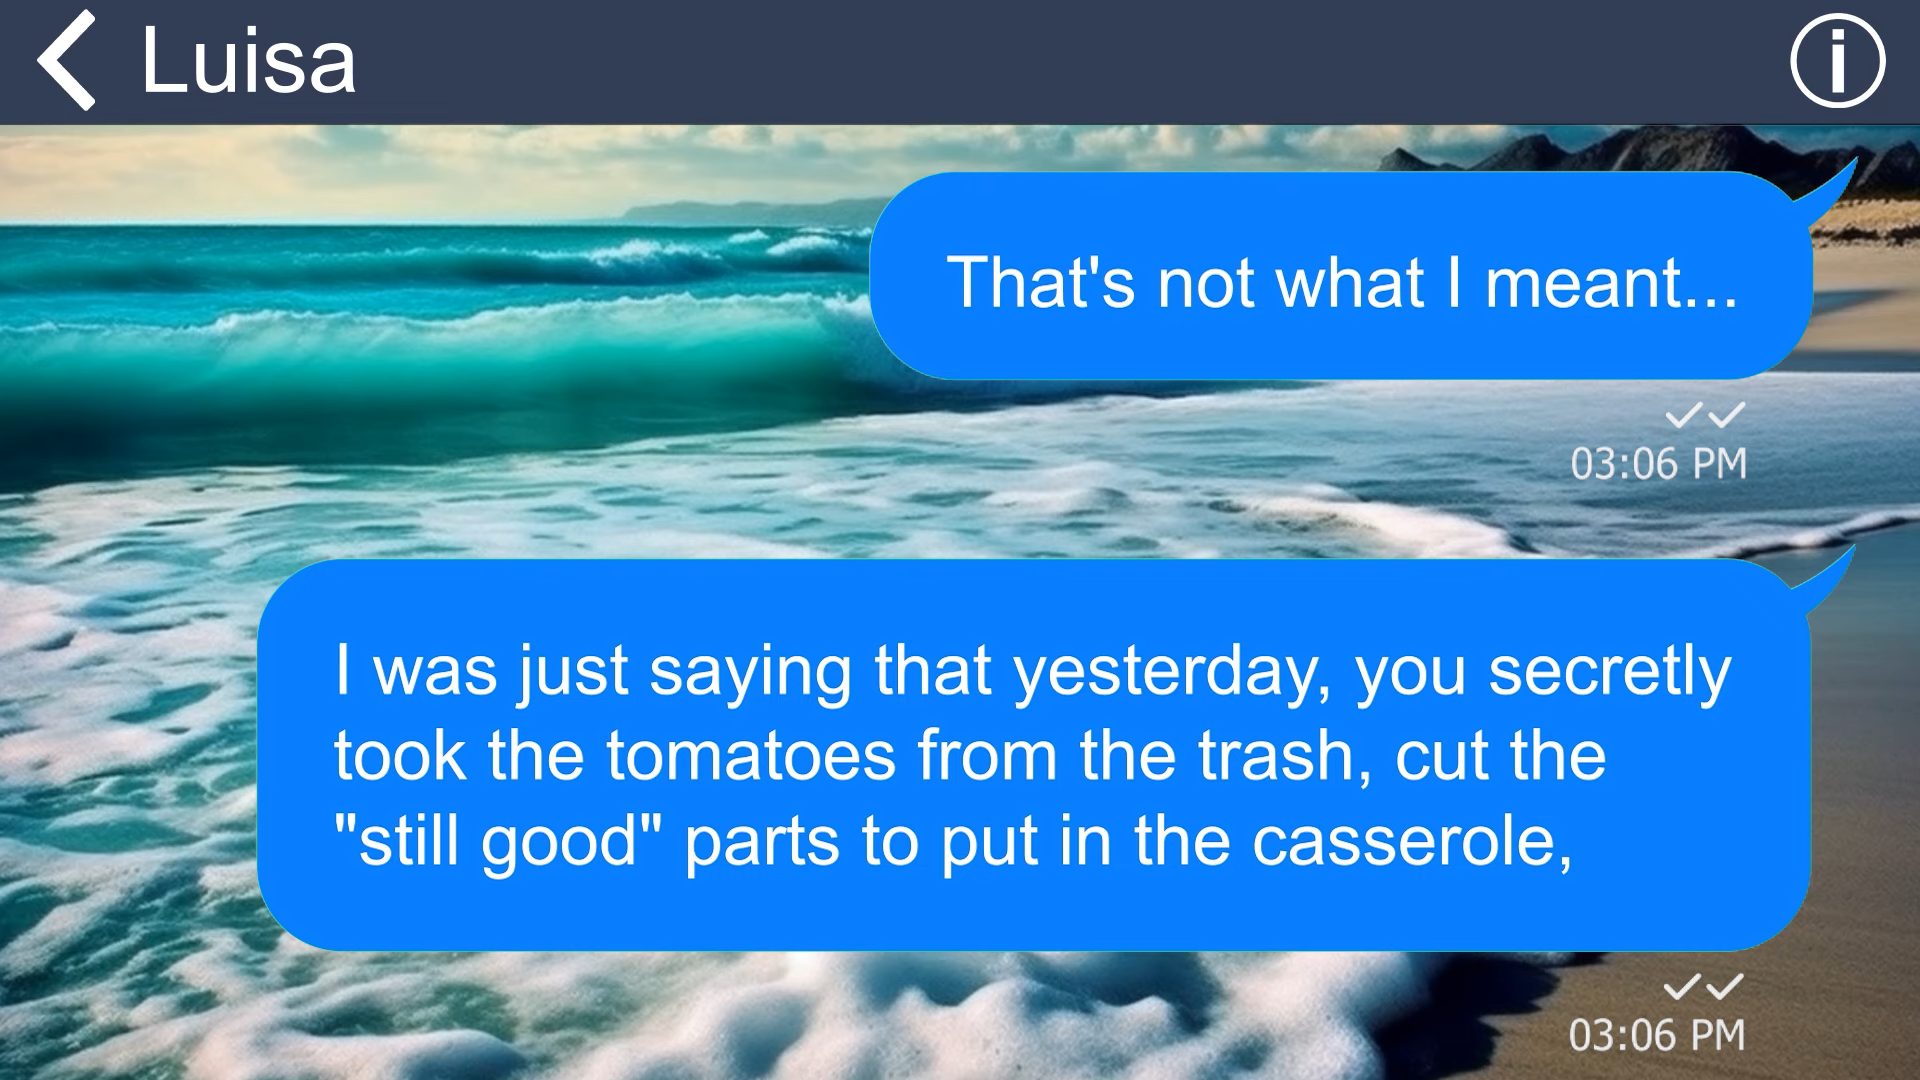 Luisa
That's not what I meant...
03:06 PM
I was just saying that yesterday, you secretly
took the tomatoes from the trash, cut the
"still good" parts to put in the casserole,
03:06 PM